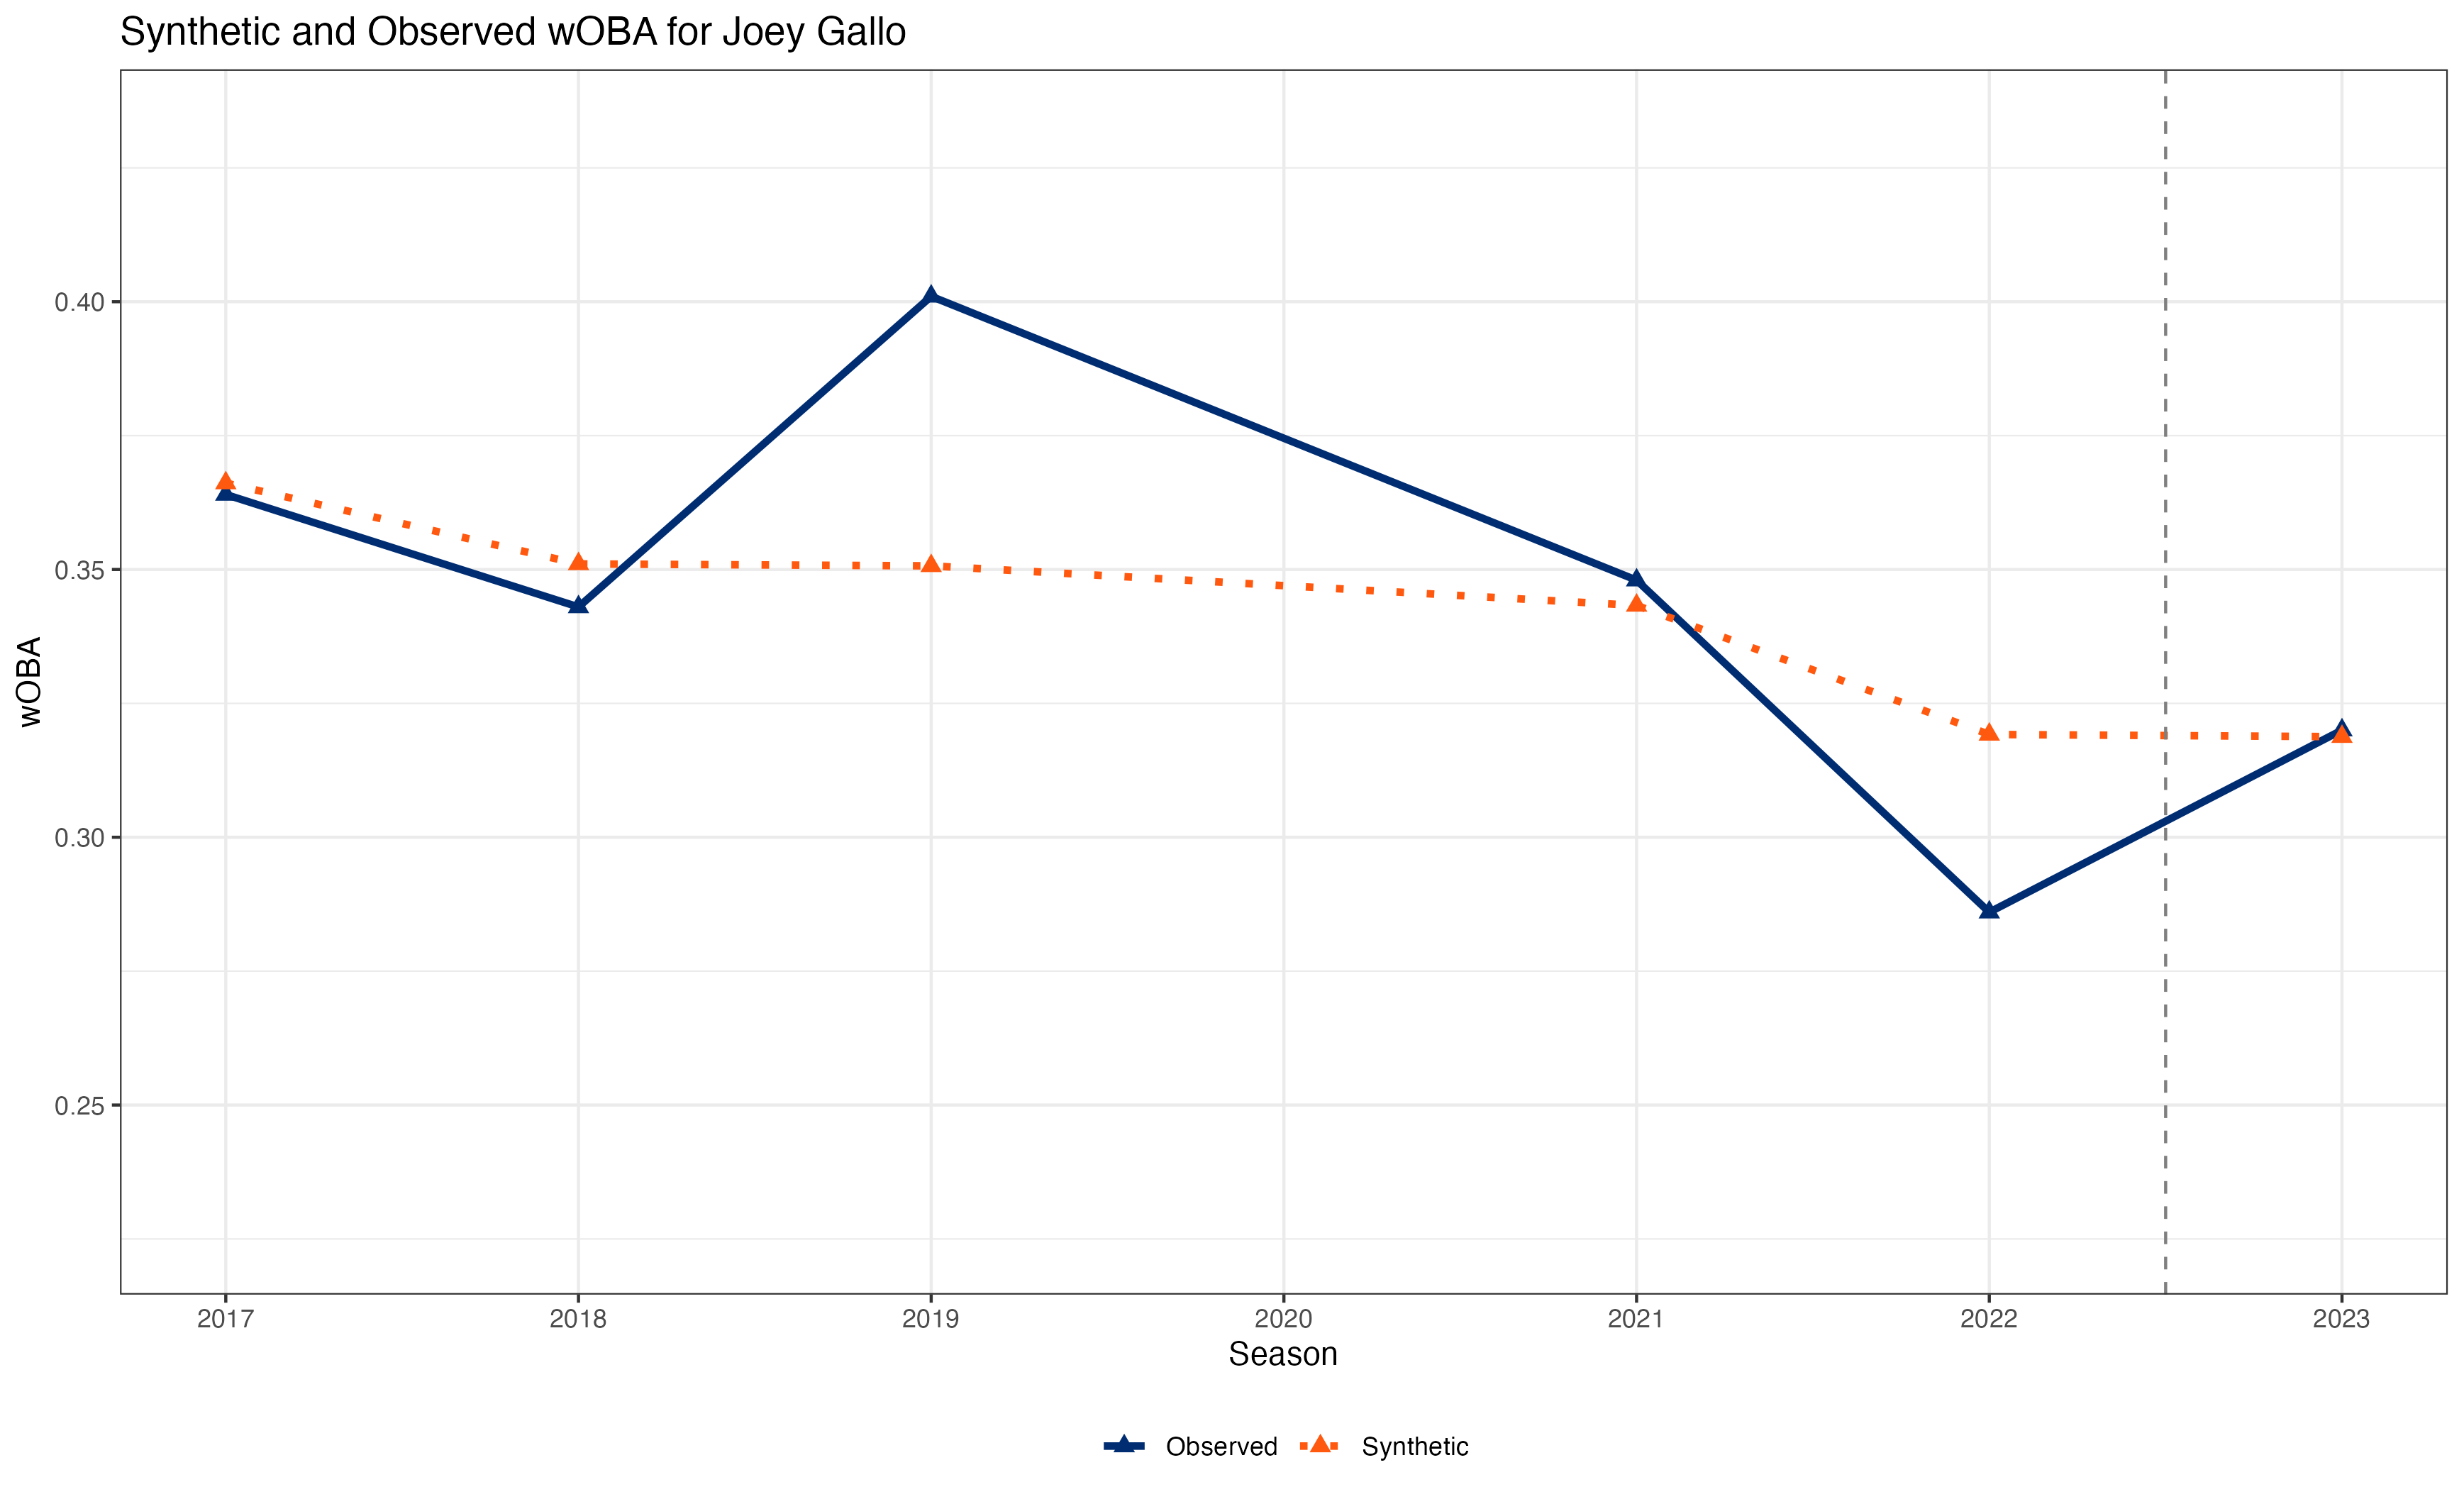 Synthetic and Observed wOBA for Joey Gallo
wOBA
0.40
0.35
0.30
0.25
2017 2018 2019 2020 2021 2022 2023
Season
Observed Synthetic